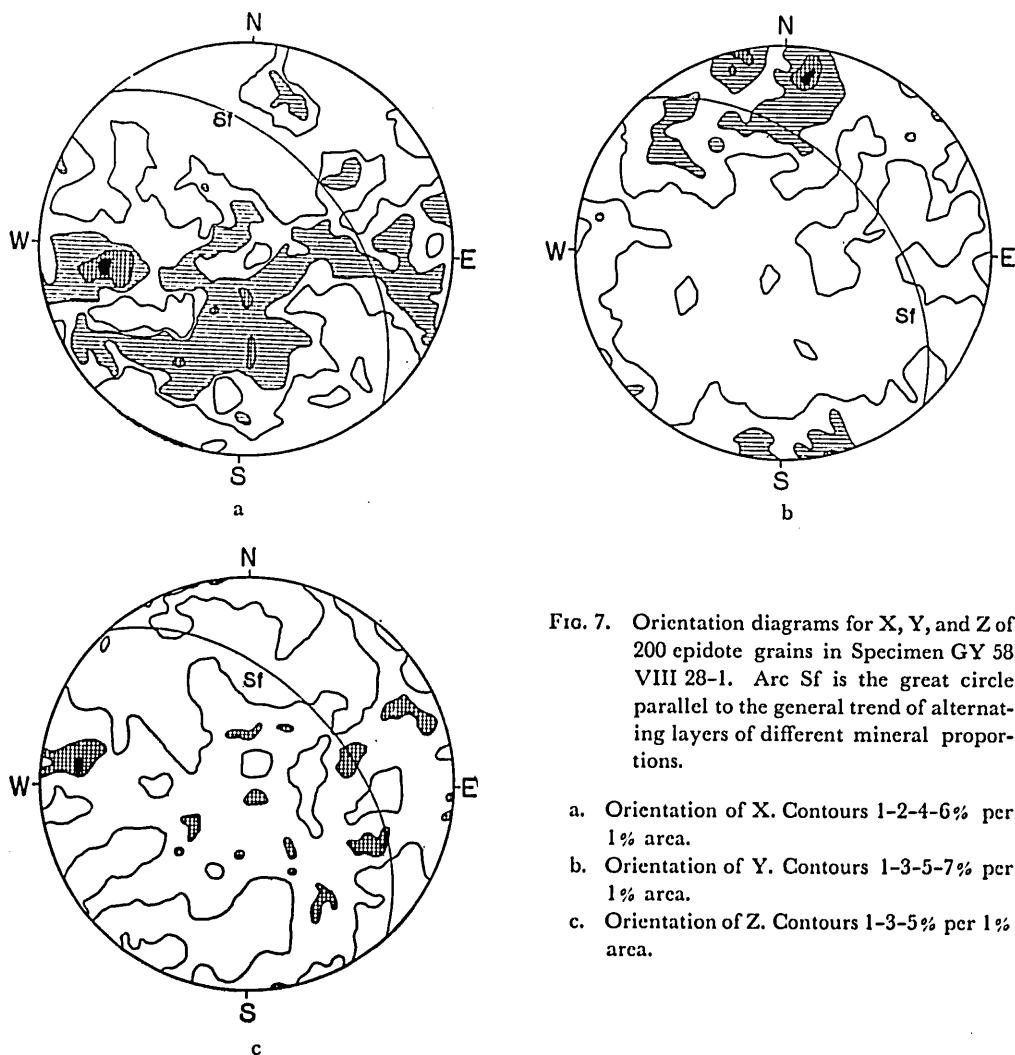 N
Sf
W
E
S
a
N
W
E
Sf
S
b
N
Sf
W
E
S
c
FIG. 7. Orientation diagrams for X, Y, and Z of
200 epidote grains in Specimen GY 58
VIII 28-1. Arc Sf is the great circle
parallel to the general trend of alternat-
ing layers of different mineral propor-
tions.
a. Orientation of X. Contours 1-2-4-6% per
1% area.
b. Orientation of Y. Contours 1-3-5-7% per
1% area.
c. Orientation of Z. Contours 1-3-5% per 1%
area.